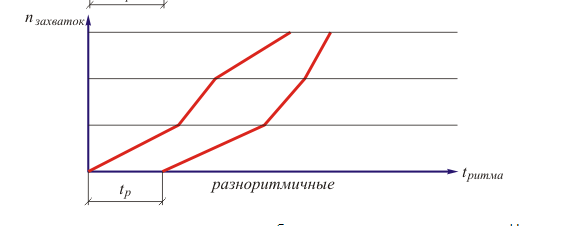 n захваток
t ритма
разноритмичные
t р